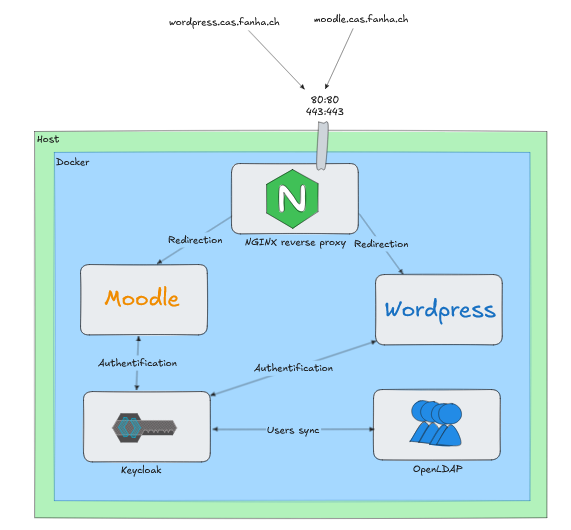 wordpress.cas.fanha.ch
moodle.cas.fanha.ch
80:80
443:443
Host
Docker
N
NGINX reverse proxy
Redirection
Redirection
Moodle
Wordpress
Authentification
Authentification
Users sync
Keycloak
OpenLDAP